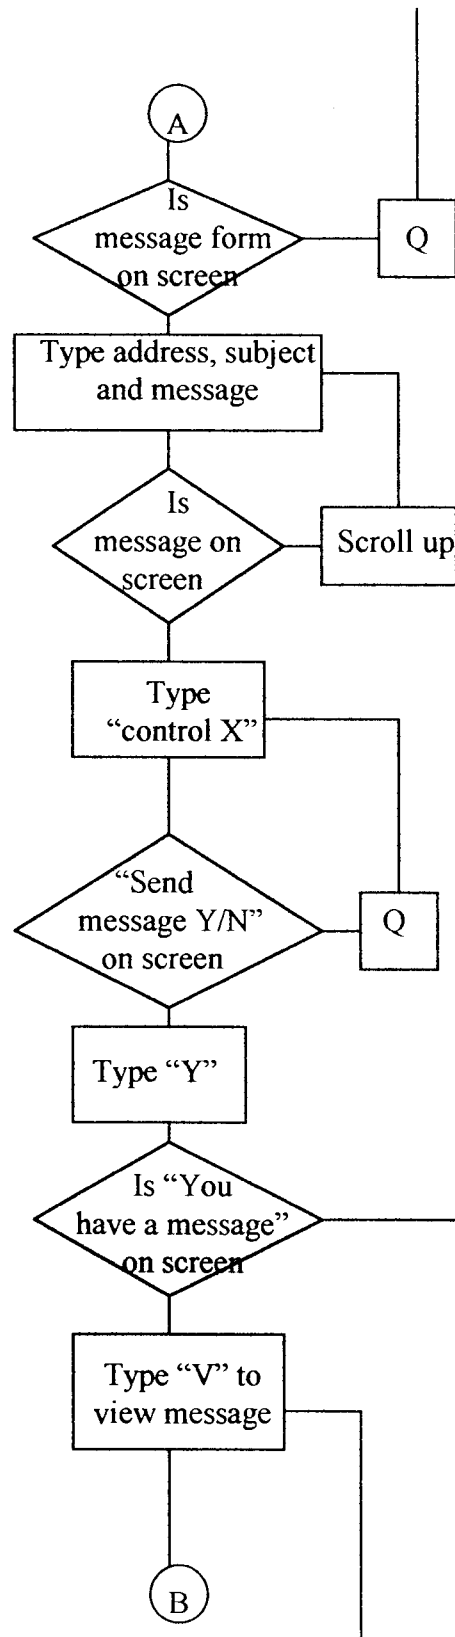 A
Is
message form
on screen
Q
Type address, subject
and message
Is
message on
screen
Scroll up
Type
“control X”
“Send
message Y/N”
on screen
Q
Type “Y”
Is “You
have a message”
on screen
Type “V” to
view message
B